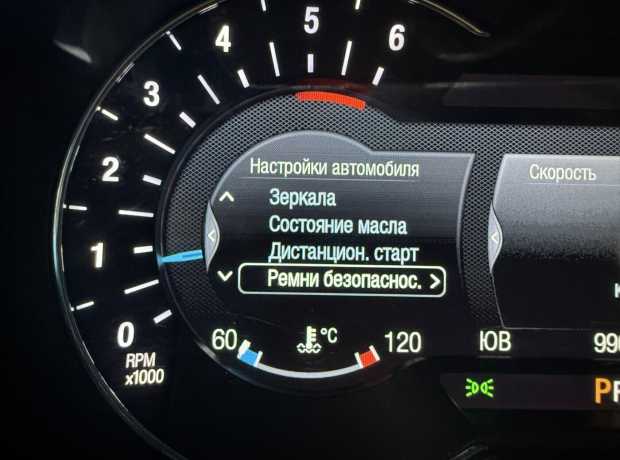 4 5 6
3
2
1
0
RPM
x1000
Настройки автомобиля
Зеркала
Состояние масла
Дистанцион. старт
Ремни безопаснос.
Скорость
60 °C 120 ЮВ 990
P